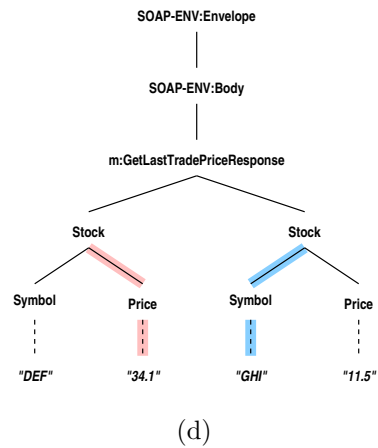 SOAP-ENV:Envelope
SOAP-ENV:Body
m:GetLastTradePriceResponse
Stock Stock
Symbol Price Symbol Price
"DEF" "34.1" "GHI" "11.5"
(d)